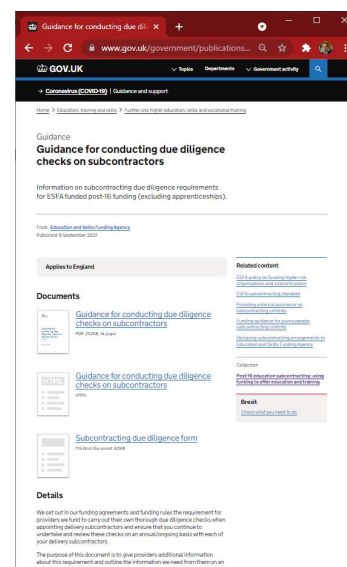 Guidance for conducting due dili
www.gov.uk/government/publications...
GOV.UK
Topics Departments Government activity
→ Coronavirus (COVID-19) | Guidance and support
Home > Education, training and skills > Further and higher education, skills and vocational training
Guidance
Guidance for conducting due diligence
checks on subcontractors
Information on subcontracting due diligence requirements
for ESFA funded post-16 funding (excluding apprenticeships).
From: Education and Skills Funding Agency
Published 8 September 2021
Applies to England
Documents
Guidance for conducting due diligence
checks on subcontractors
HTML
Guidance for conducting due diligence
checks on subcontractors
HTML
Subcontracting due diligence form
MS Word Document,
Details
We set out in our funding agreements and funding rules the requirement for
providers we fund to carry out their own thorough due diligence checks when
appointing delivery subcontractors and ensure that you continue to
undertake and review these checks on an annual/ongoing basis with each of
your delivery subcontractors.
The purpose of this document is to give providers additional information
about this requirement and outline the information we need from them on an
Related content
ESFA policy on funding higher risk
organisations and subcontractors
ESFA subcontracting standard
Providing external assurance on
subcontracting controls
Funding guidance for young people:
subcontracting controls
Declaring subcontracting arrangements to
Education and Skills Funding Agency
Collection
Post 16 education subcontracting: using
funding to offer education and training
Brexit
Check what you need to do